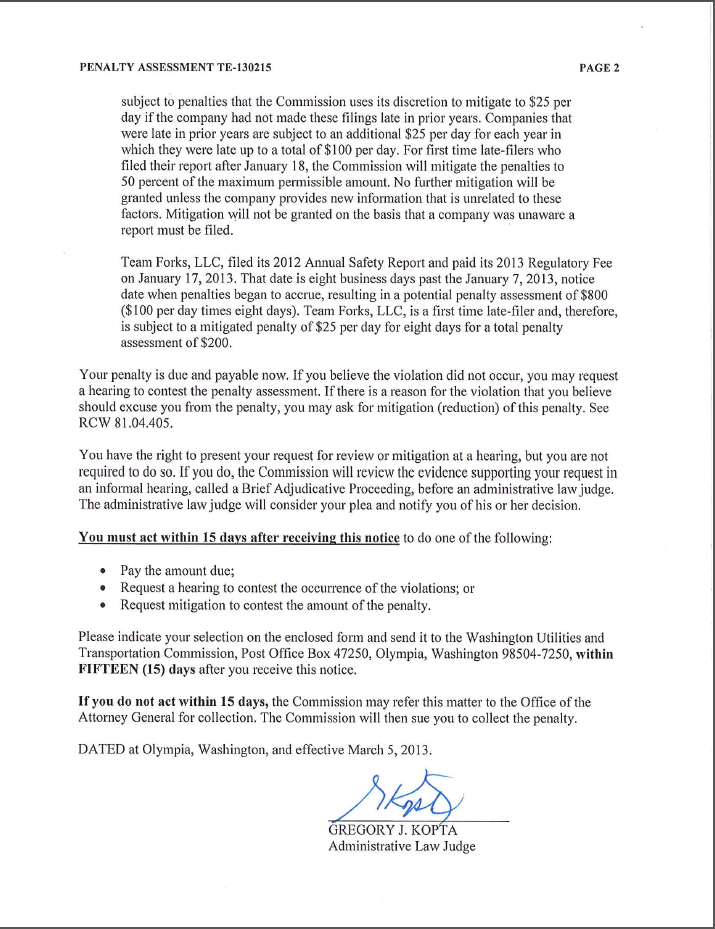 PENALTY ASSESSMENT TE-130215 PAGE 2
subject to penalties that the Commission uses its discretion to mitigate to $25 per
day if the company had not made these filings late in prior years. Companies that
were late in prior years are subject to an additional $25 per day for each year in
which they were late up to a total of $100 per day. For first time late-filers who
filed their report after January 18, the Commission will mitigate the penalties to
50 percent of the maximum permissible amount. No further mitigation will be
granted unless the company provides new information that is unrelated to these
factors. Mitigation will not be granted on the basis that a company was unaware a
report must be filed.
Team Forks, LLC, filed its 2012 Annual Safety Report and paid its 2013 Regulatory Fee
on January 17, 2013. That date is eight business days past the January 7, 2013, notice
date when penalties began to accrue, resulting in a potential penalty assessment of $800
($100 per day times eight days). Team Forks, LLC, is a first time late-filer and, therefore,
is subject to a mitigated penalty of $25 per day for eight days for a total penalty
assessment of $200.
Your penalty is due and payable now. If you believe the violation did not occur, you may request
a hearing to contest the penalty assessment. If there is a reason for the violation that you believe
should excuse you from the penalty, you may ask for mitigation (reduction) of this penalty. See
RCW 81.04.405.
You have the right to present your request for review or mitigation at a hearing, but you are not
required to do so. If you do, the Commission will review the evidence supporting your request in
an informal hearing, called a Brief Adjudicative Proceeding, before an administrative law judge.
The administrative law judge will consider your plea and notify you of his or her decision.
You must act within 15 days after receiving this notice to do one of the following:
• Pay the amount due;
• Request a hearing to contest the occurrence of the violations; or
• Request mitigation to contest the amount of the penalty.
Please indicate your selection on the enclosed form and send it to the Washington Utilities and
Transportation Commission, Post Office Box 47250, Olympia, Washington 98504-7250, within
FIFTEEN (15) days after you receive this notice.
If you do not act within 15 days, the Commission may refer this matter to the Office of the
Attorney General for collection. The Commission will then sue you to collect the penalty.
DATED at Olympia, Washington, and effective March 5, 2013.
GREGORY J. KOPTA
Administrative Law Judge